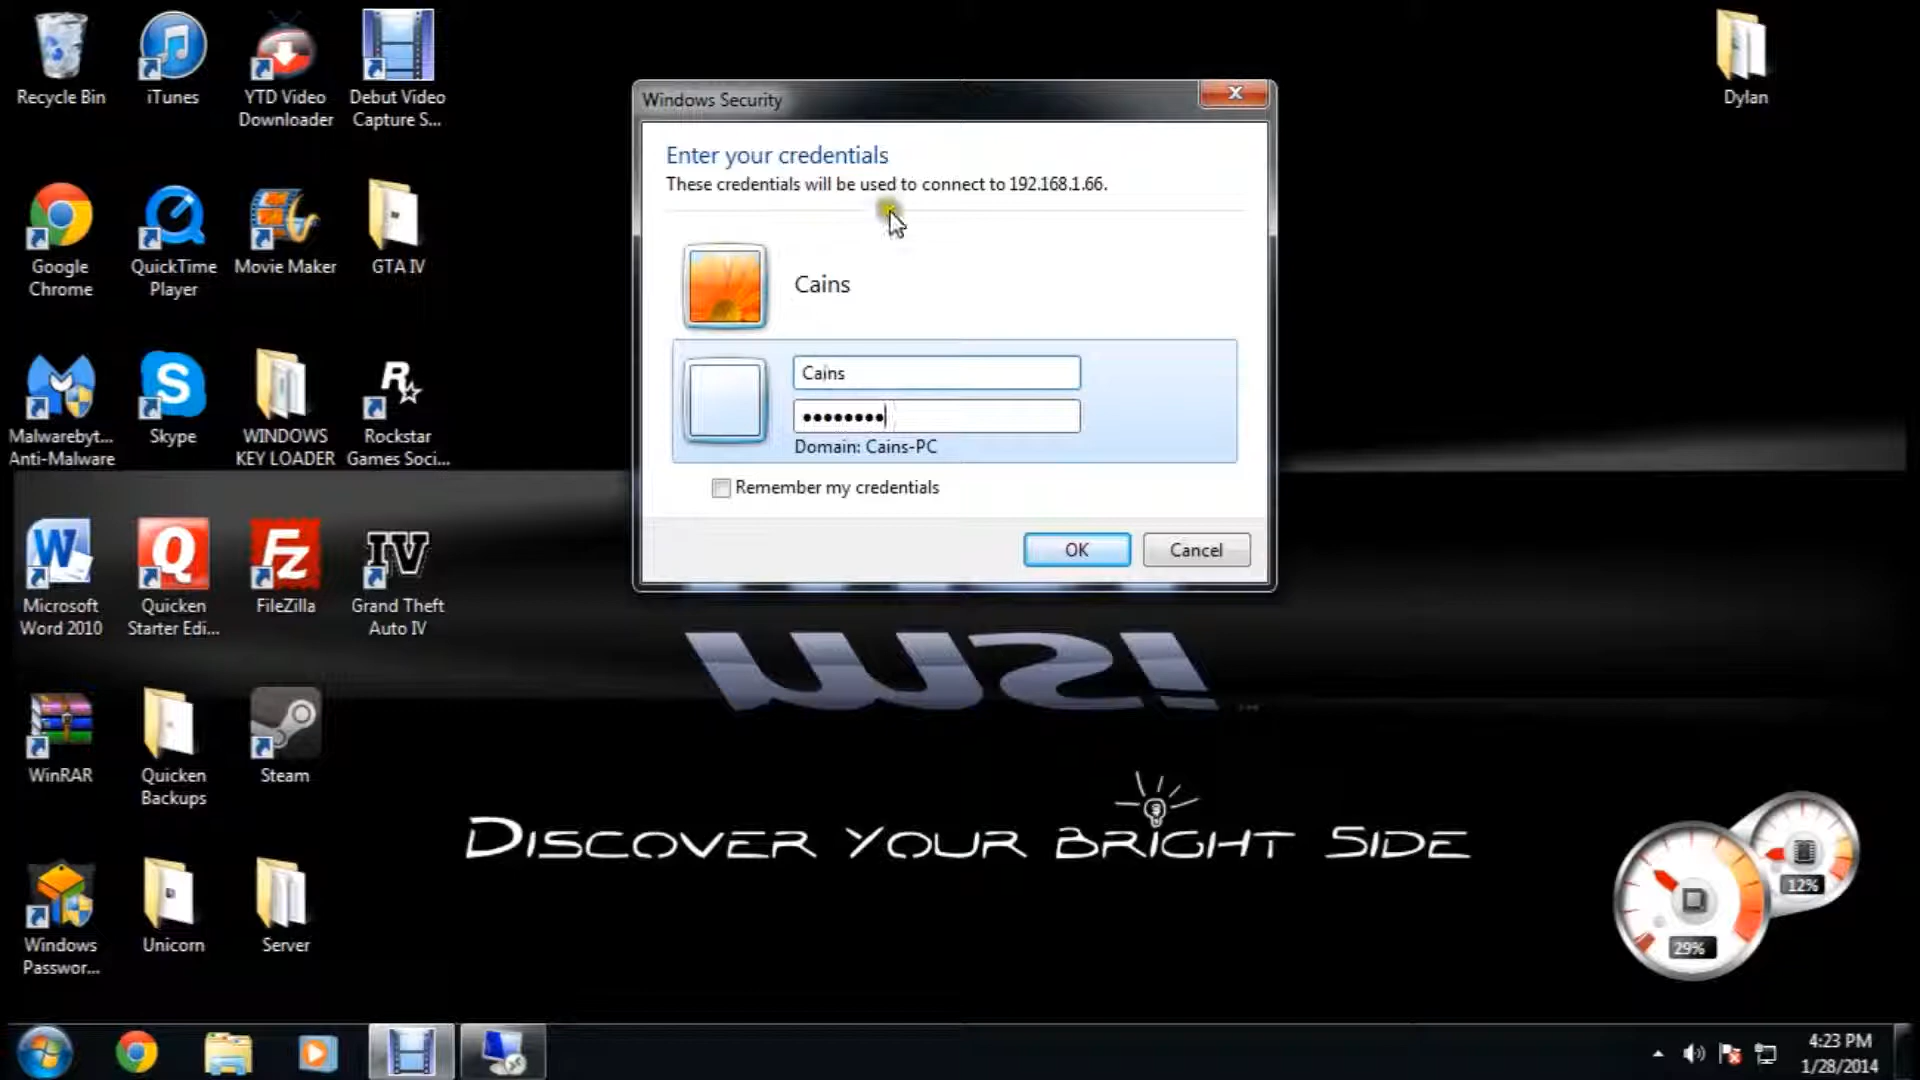 Recycle Bin
iTunes
YTD Video
Downloader
Debut Video
Capture S...
Dylan
Google
Chrome
QuickTime
Player
Movie Maker
GTA IV
Malwarebyt...
Anti-Malware
Skype
WINDOWS
KEY LOADER
Rockstar
Games Soci...
Microsoft
Word 2010
Quicken
Starter Edi...
FileZilla
Grand Theft
Auto IV
WinRAR
Quicken
Backups
Steam
Windows
Passwor...
Unicorn
Server
Windows Security
Enter your credentials
These credentials will be used to connect to 192.168.1.66.
Cains
Cains
••••••••
Domain: Cains-PC
Remember my credentials
OK
Cancel
msi
DISCOVER YOUR BRIGHT SIDE
12%
29%
4:23 PM
1/28/2014